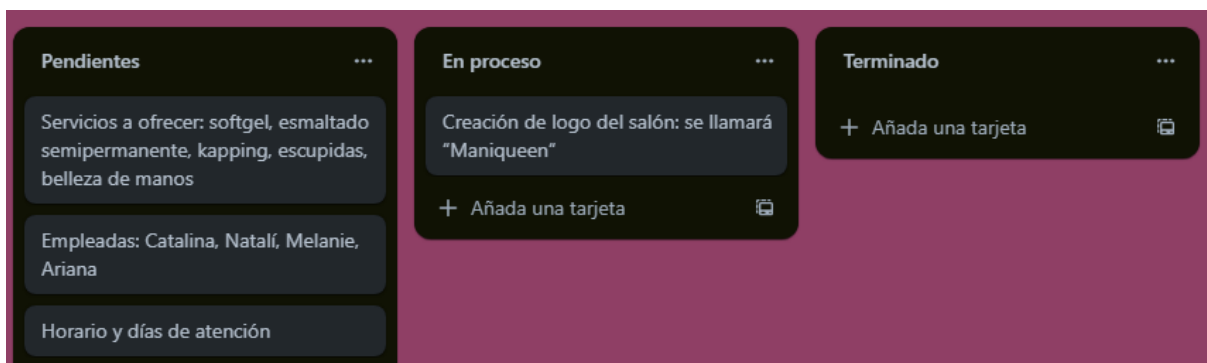 Pendientes
Servicios a ofrecer: softgel, esmaltado
semipermanente, kapping, escupidas,
belleza de manos
Empleadas: Catalina, Natalí, Melanie,
Ariana
Horario y días de atención
En proceso
Creación de logo del salón: se llamará
“Maniqueen“
+ Añada una tarjeta
Terminado
+ Añada una tarjeta